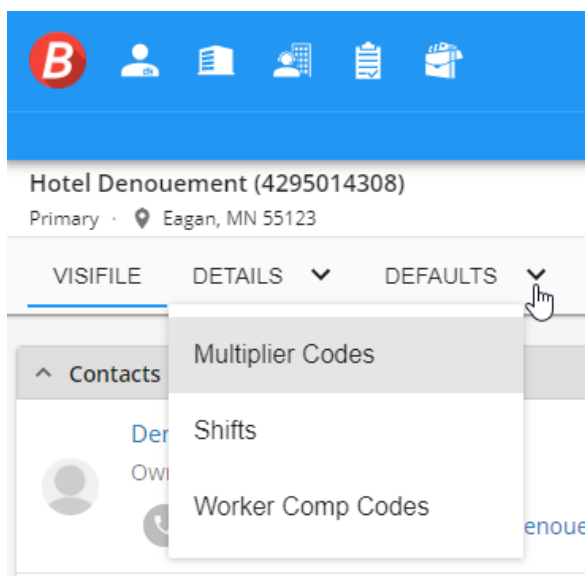 B
Hotel Denouement (4295014308)
Primary · Eagan, MN 55123
VISIFILE DETAILS DEFAULTS
Multiplier Codes
Contacts
Shifts
Worker Comp Codes